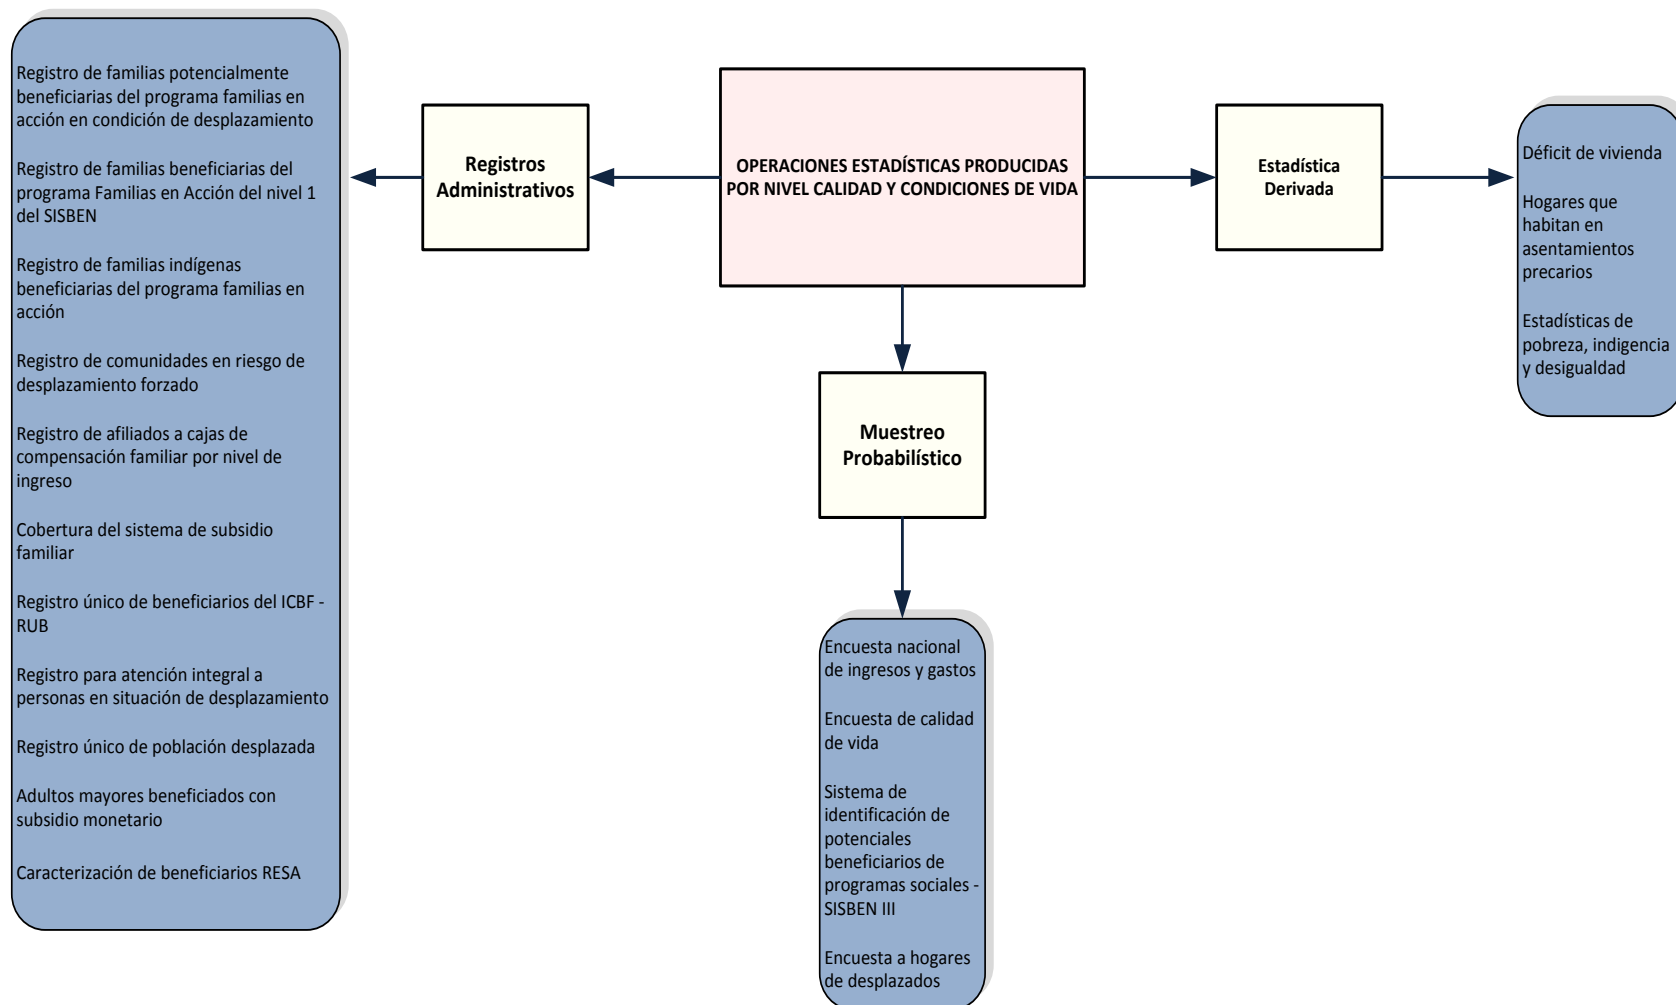 Registro de familias potencialmente
beneficiarias del programa familias en
acción en condición de desplazamiento
Registro de familias beneficiarias del
programa Familias en Acción del nivel 1
del SISBEN
Registro de familias indígenas
beneficiarias del programa familias en
acción
Registro de comunidades en riesgo de
desplazamiento forzado
Registro de afiliados a cajas de
compensación familiar por nivel de
ingreso
Cobertura del sistema de subsidio
familiar
Registro único de beneficiarios del ICBF -
RUB
Registro para atención integral a
personas en situación de desplazamiento
Registro único de población desplazada
Adultos mayores beneficiados con
subsidio monetario
Caracterización de beneficiarios RESA
Registros
Administrativos
OPERACIONES ESTADÍSTICAS PRODUCIDAS
POR NIVEL CALIDAD Y CONDICIONES DE VIDA
Muestreo
Probabilístico
Encuesta nacional
de ingresos y gastos
Encuesta de calidad
de vida
Sistema de
identificación de
potenciales
beneficiarios de
programas sociales -
SISBEN III
Encuesta a hogares
de desplazados
Estadística
Derivada
Déficit de vivienda
Hogares que
habitan en
asentamientos
precarios
Estadísticas de
pobreza, indigencia
y desigualdad